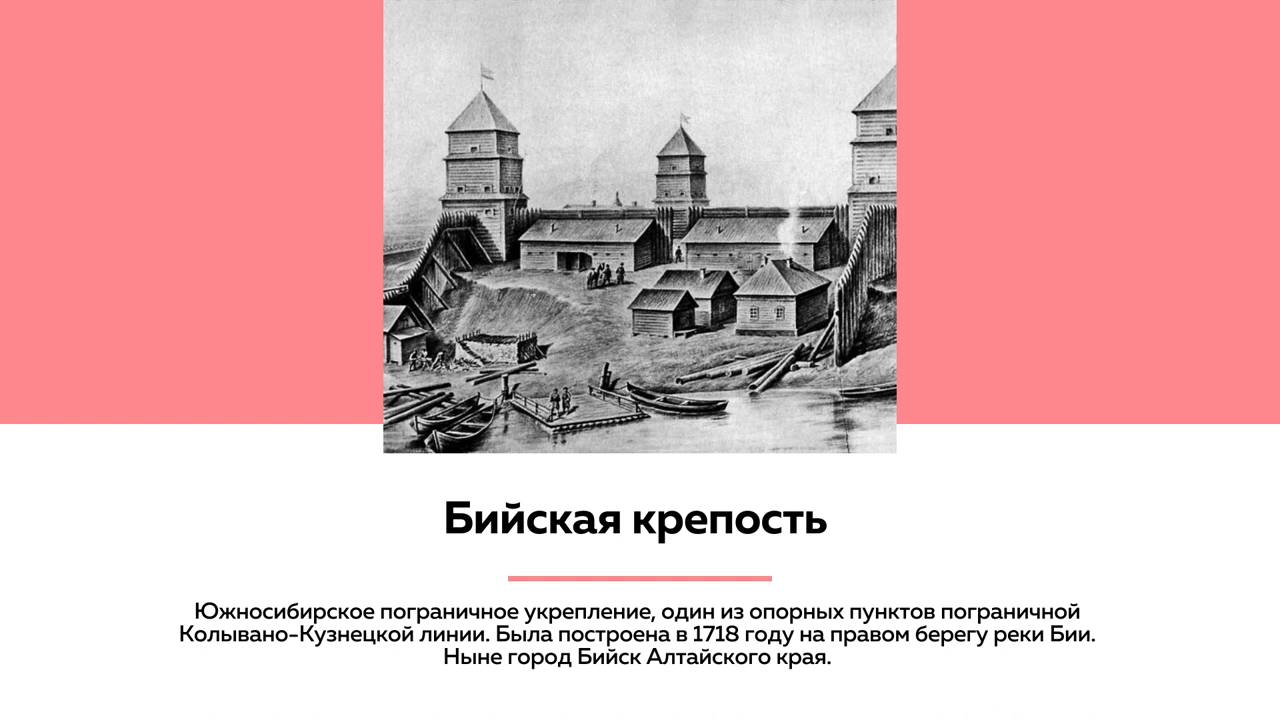 Бийская крепость
Южносибирское пограничное укрепление, один из опорных пунктов пограничной
Колывано-Кузнецкой линии. Была построена в 1718 году на правом берегу реки Бии.
Ныне город Бийск Алтайского края.